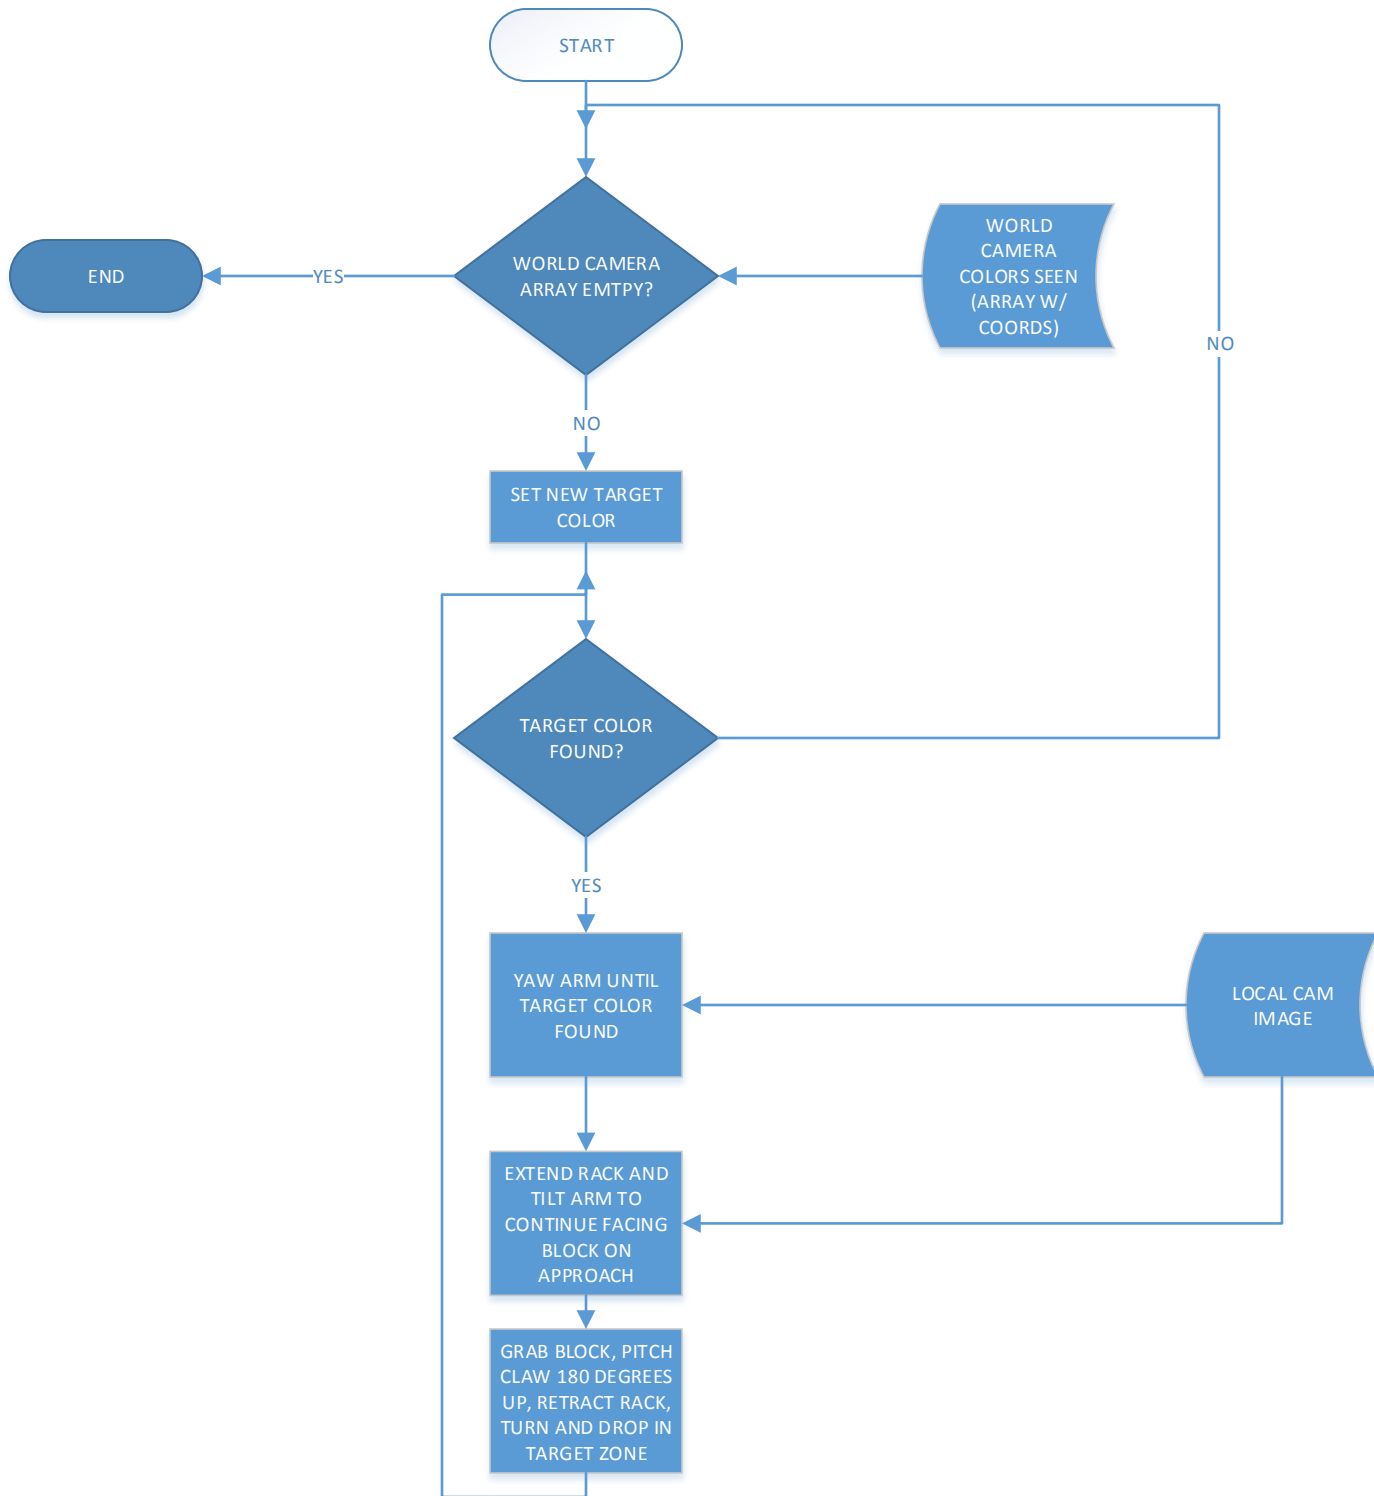 START
WORLD CAMERA
ARRAY EMTPY?
WORLD
CAMERA
COLORS SEEN
(ARRAY W/
COORDS)
END
YES
NO
NO
SET NEW TARGET
COLOR
TARGET COLOR
FOUND?
YES
YAW ARM UNTIL
TARGET COLOR
FOUND
LOCAL CAM
IMAGE
EXTEND RACK AND
TILT ARM TO
CONTINUE FACING
BLOCK ON
APPROACH
GRAB BLOCK, PITCH
CLAW 180 DEGREES
UP, RETRACT RACK,
TURN AND DROP IN
TARGET ZONE